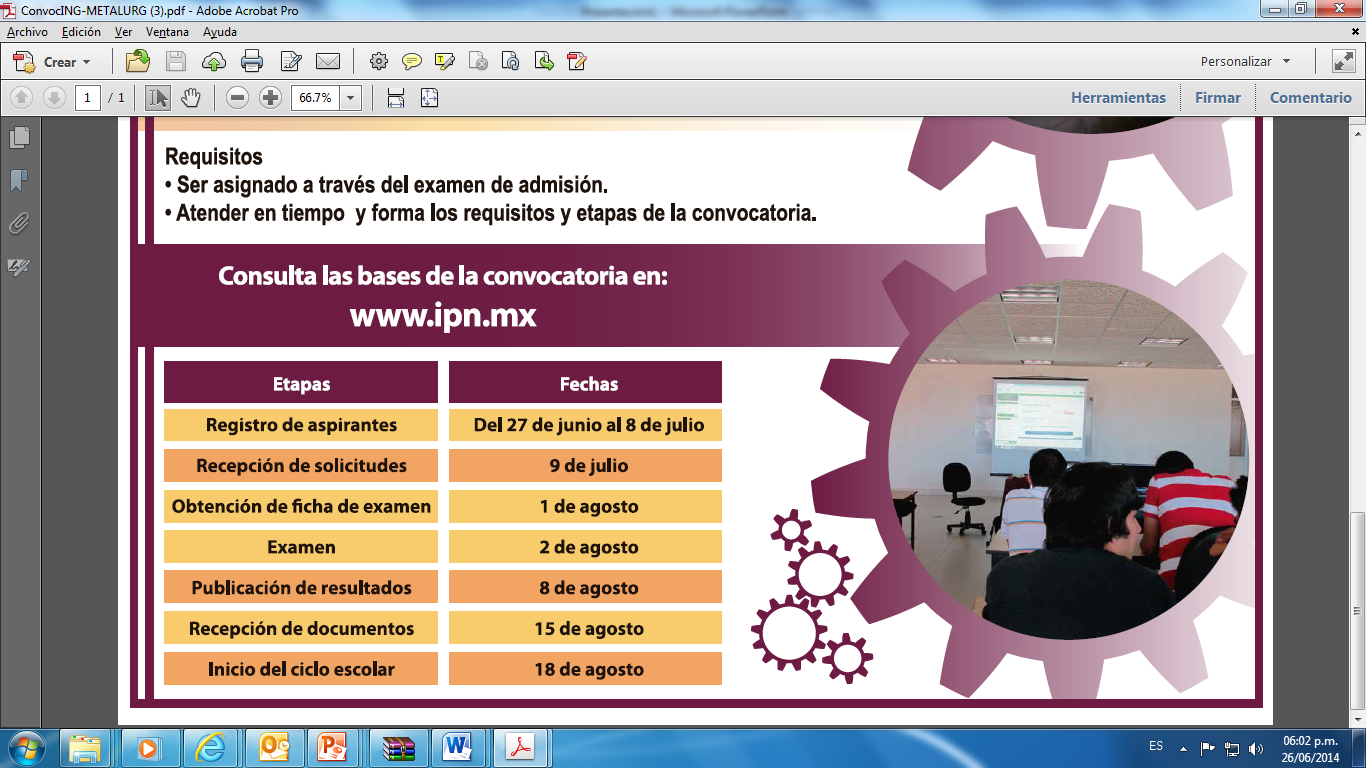 ConvocING-METALURG (3).pdf - Adobe Acrobat Pro
Archivo Edición Ver Ventana Ayuda
Crear
Personalizar
1 / 1
66.7%
Herramientas Firmar Comentario
Requisitos
• Ser asignado a través del examen de admisión.
• Atender en tiempo y forma los requisitos y etapas de la convocatoria.
Consulta las bases de la convocatoria en:
www.ipn.mx
Etapas Fechas
Registro de aspirantes Del 27 de junio al 8 de julio
Recepción de solicitudes 9 de julio
Obtención de ficha de examen 1 de agosto
Examen 2 de agosto
Publicación de resultados 8 de agosto
Recepción de documentos 15 de agosto
Inicio del ciclo escolar 18 de agosto
ES
06:02 p.m.
26/06/2014